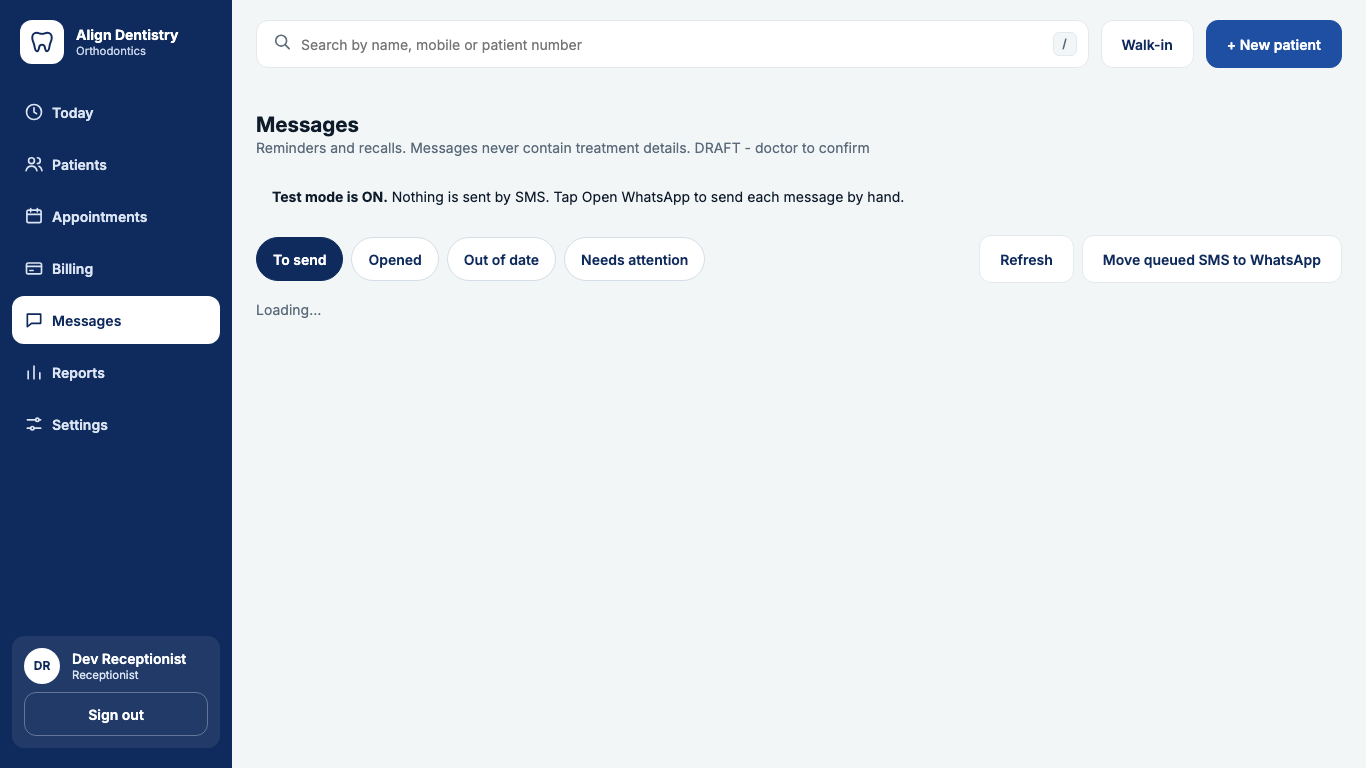 Align Dentistry
Orthodontics
Today
Patients
Appointments
Billing
Messages
Reports
Settings
DR
Dev Receptionist
Receptionist
Sign out
Search by name, mobile or patient number
/
Walk-in
+ New patient
Messages
Reminders and recalls. Messages never contain treatment details. DRAFT - doctor to confirm
Test mode is ON. Nothing is sent by SMS. Tap Open WhatsApp to send each message by hand.
To send
Opened
Out of date
Needs attention
Refresh
Move queued SMS to WhatsApp
Loading...